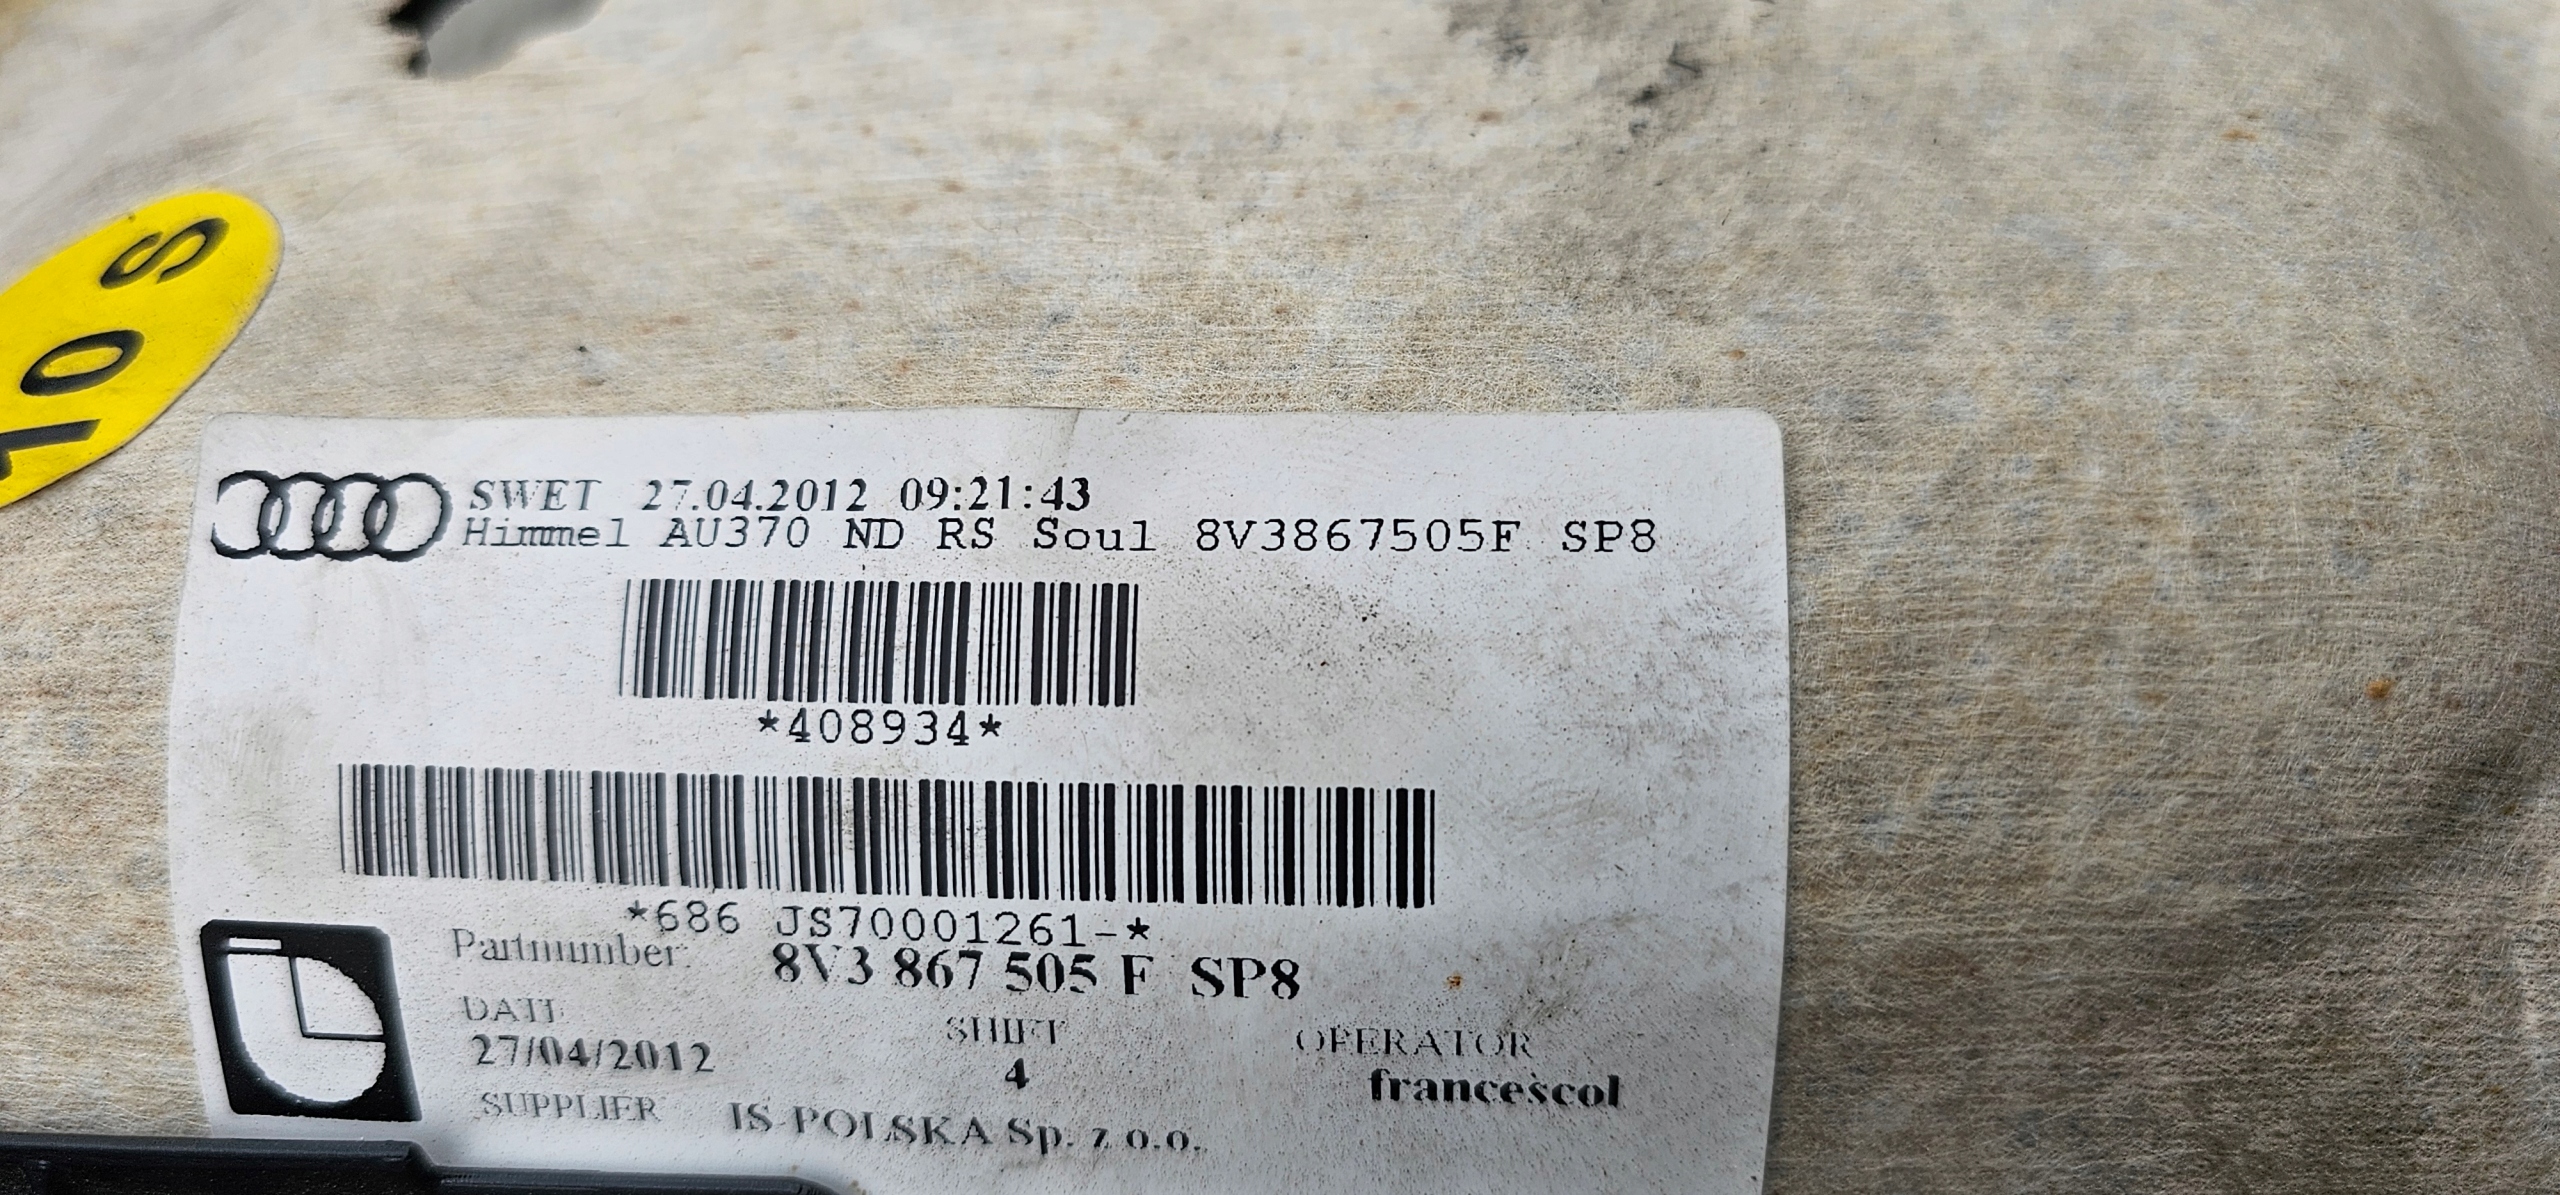 S O T
SWET 27.04.2012 09:21:43
Himmel AU370 ND RS Soul 8V3867505F SP8
*408934*
*686 JS70001261-*
Partnumber: 8V3 867 505 F SP8
DATE SHIFT OPERATOR
27/04/2012 4 francescol
SUPPLIER IS POLSKA Sp. z o.o.